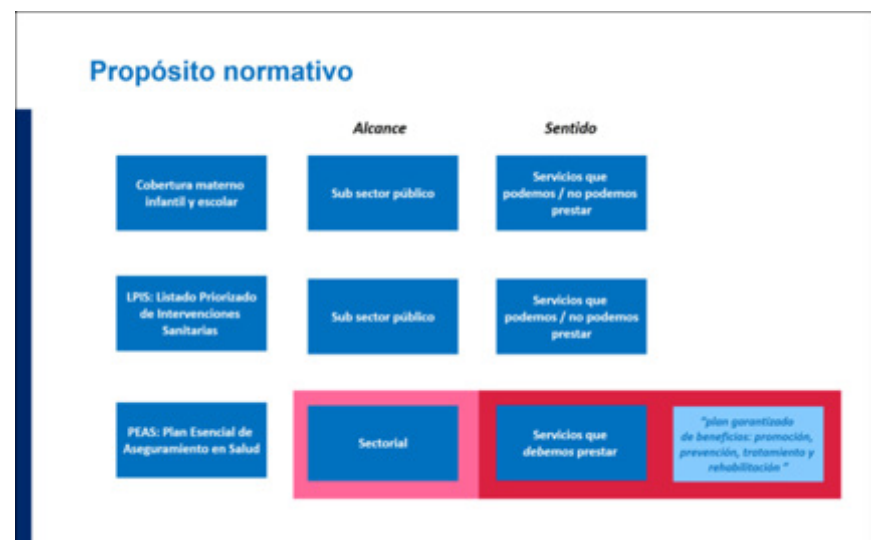 Propósito normativo
Alcance
Sentido
Cobertura materno
infantil y escolar
Sub sector público
Servicios que
podemos / no podemos
prestar
LPIS: Listado Priorizado
de Intervenciones
Sanitarias
Sub sector público
Servicios que
podemos / no podemos
prestar
PEAS: Plan Esencial de
Aseguramiento en Salud
Sectorial
Servicios que
debemos prestar
"plan garantizado
de beneficios: promoción,
prevención, tratamiento y
rehabilitación "